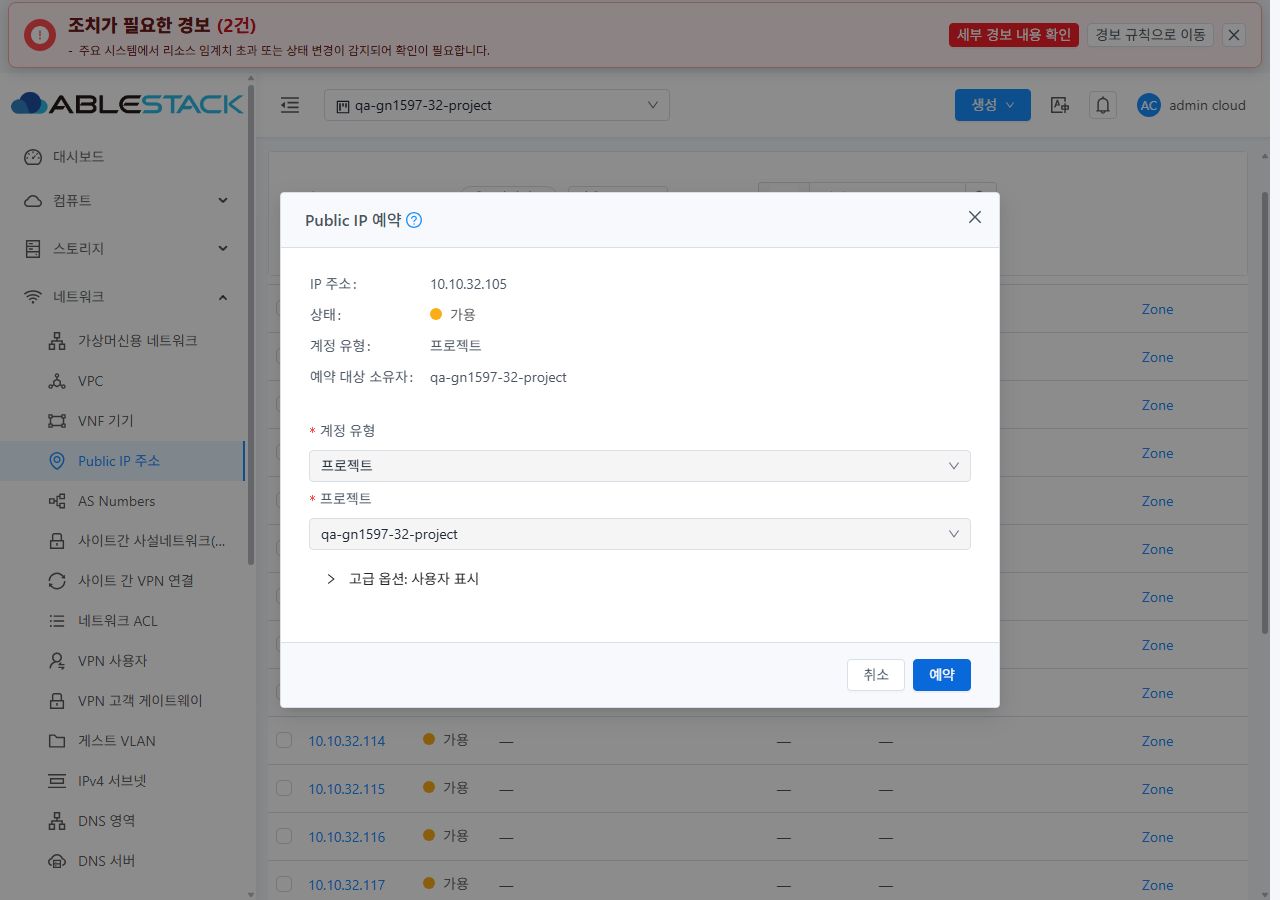 조치가 필요한 경보 (2건)
- 주요 시스템에서 리소스 임계치 초과 또는 상태 변경이 감지되어 확인이 필요합니다.
세부 경보 내용 확인
경보 규칙으로 이동
ABLESTACK
qa-gn1597-32-project
생성
AC
admin cloud
대시보드
컴퓨트
스토리지
네트워크
가상머신용 네트워크
VPC
VNF 기기
Public IP 주소
AS Numbers
사이트간 사설네트워크(...
사이트 간 VPN 연결
네트워크 ACL
VPN 사용자
VPN 고객 게이트웨이
게스트 VLAN
IPv4 서브넷
DNS 영역
DNS 서버
Public IP 예약
IP 주소: 10.10.32.105
상태: 가용
계정 유형: 프로젝트
예약 대상 소유자: qa-gn1597-32-project
* 계정 유형
프로젝트
* 프로젝트
qa-gn1597-32-project
고급 옵션: 사용자 표시
취소
예약
Zone
Zone
Zone
Zone
Zone
Zone
Zone
Zone
Zone
10.10.32.114 가용 — — — Zone
10.10.32.115 가용 — — — Zone
10.10.32.116 가용 — — — Zone
10.10.32.117 가용 — — — Zone